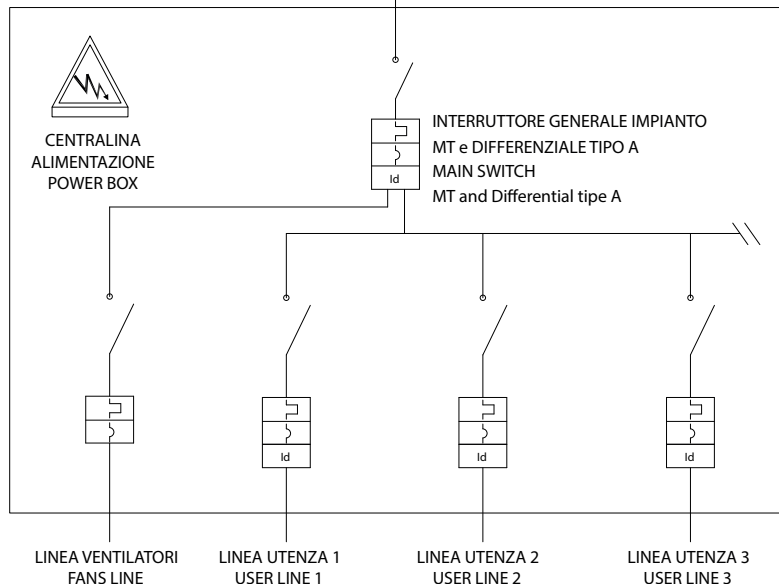 CENTRALINA
ALIMENTAZIONE
POWER BOX
INTERRUTTORE GENERALE IMPIANTO
MT e DIFFERENZIALE TIPO A
MAIN SWITCH
MT and Differential tipe A
Id
Id
Id
Id
LINEA VENTILATORI
FANS LINE
LINEA UTENZA 1
USER LINE 1
LINEA UTENZA 2
USER LINE 2
LINEA UTENZA 3
USER LINE 3